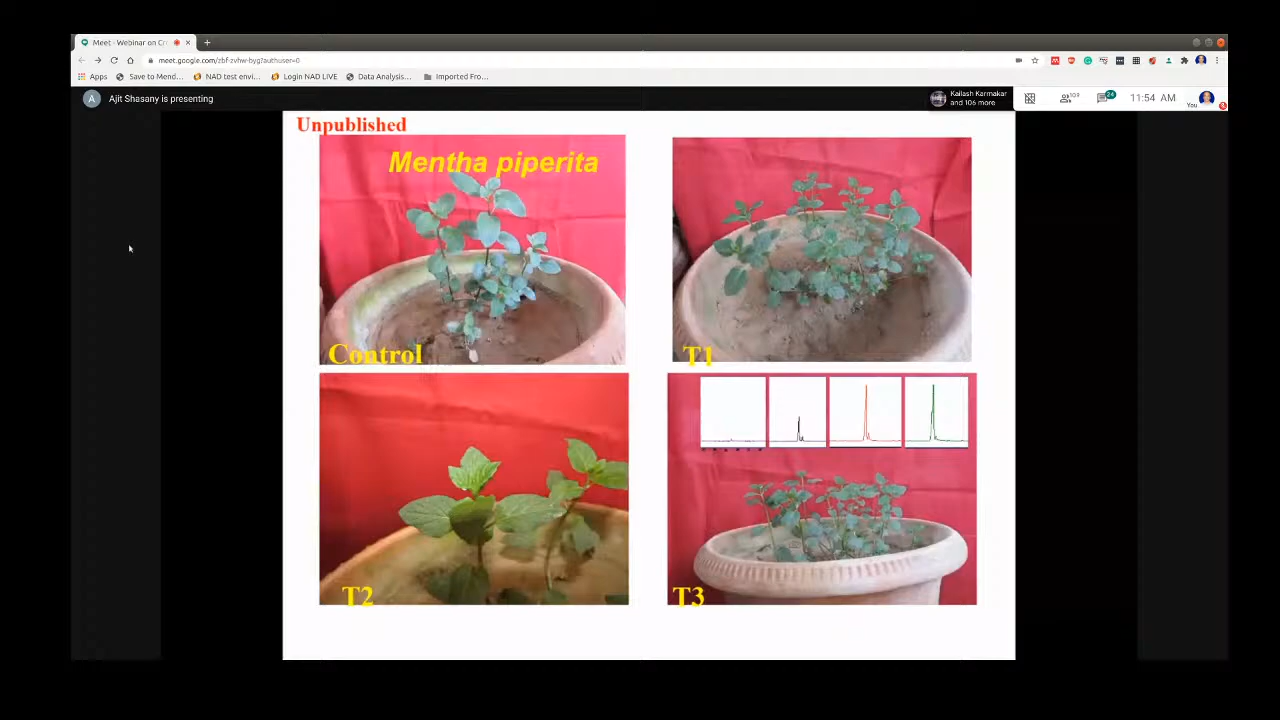 Meet - Webinar on Cr
meet.google.com/zbf-zvhw-byg?authuser=0
Apps Save to Mend... NAD test envi... Login NAD LIVE Data Analysis... Imported Fro...
A Ajit Shasany is presenting
Kailash Karmakar
and 106 more
109
24
11:54 AM
You
Unpublished
Mentha piperita
Control
T1
T2
T3